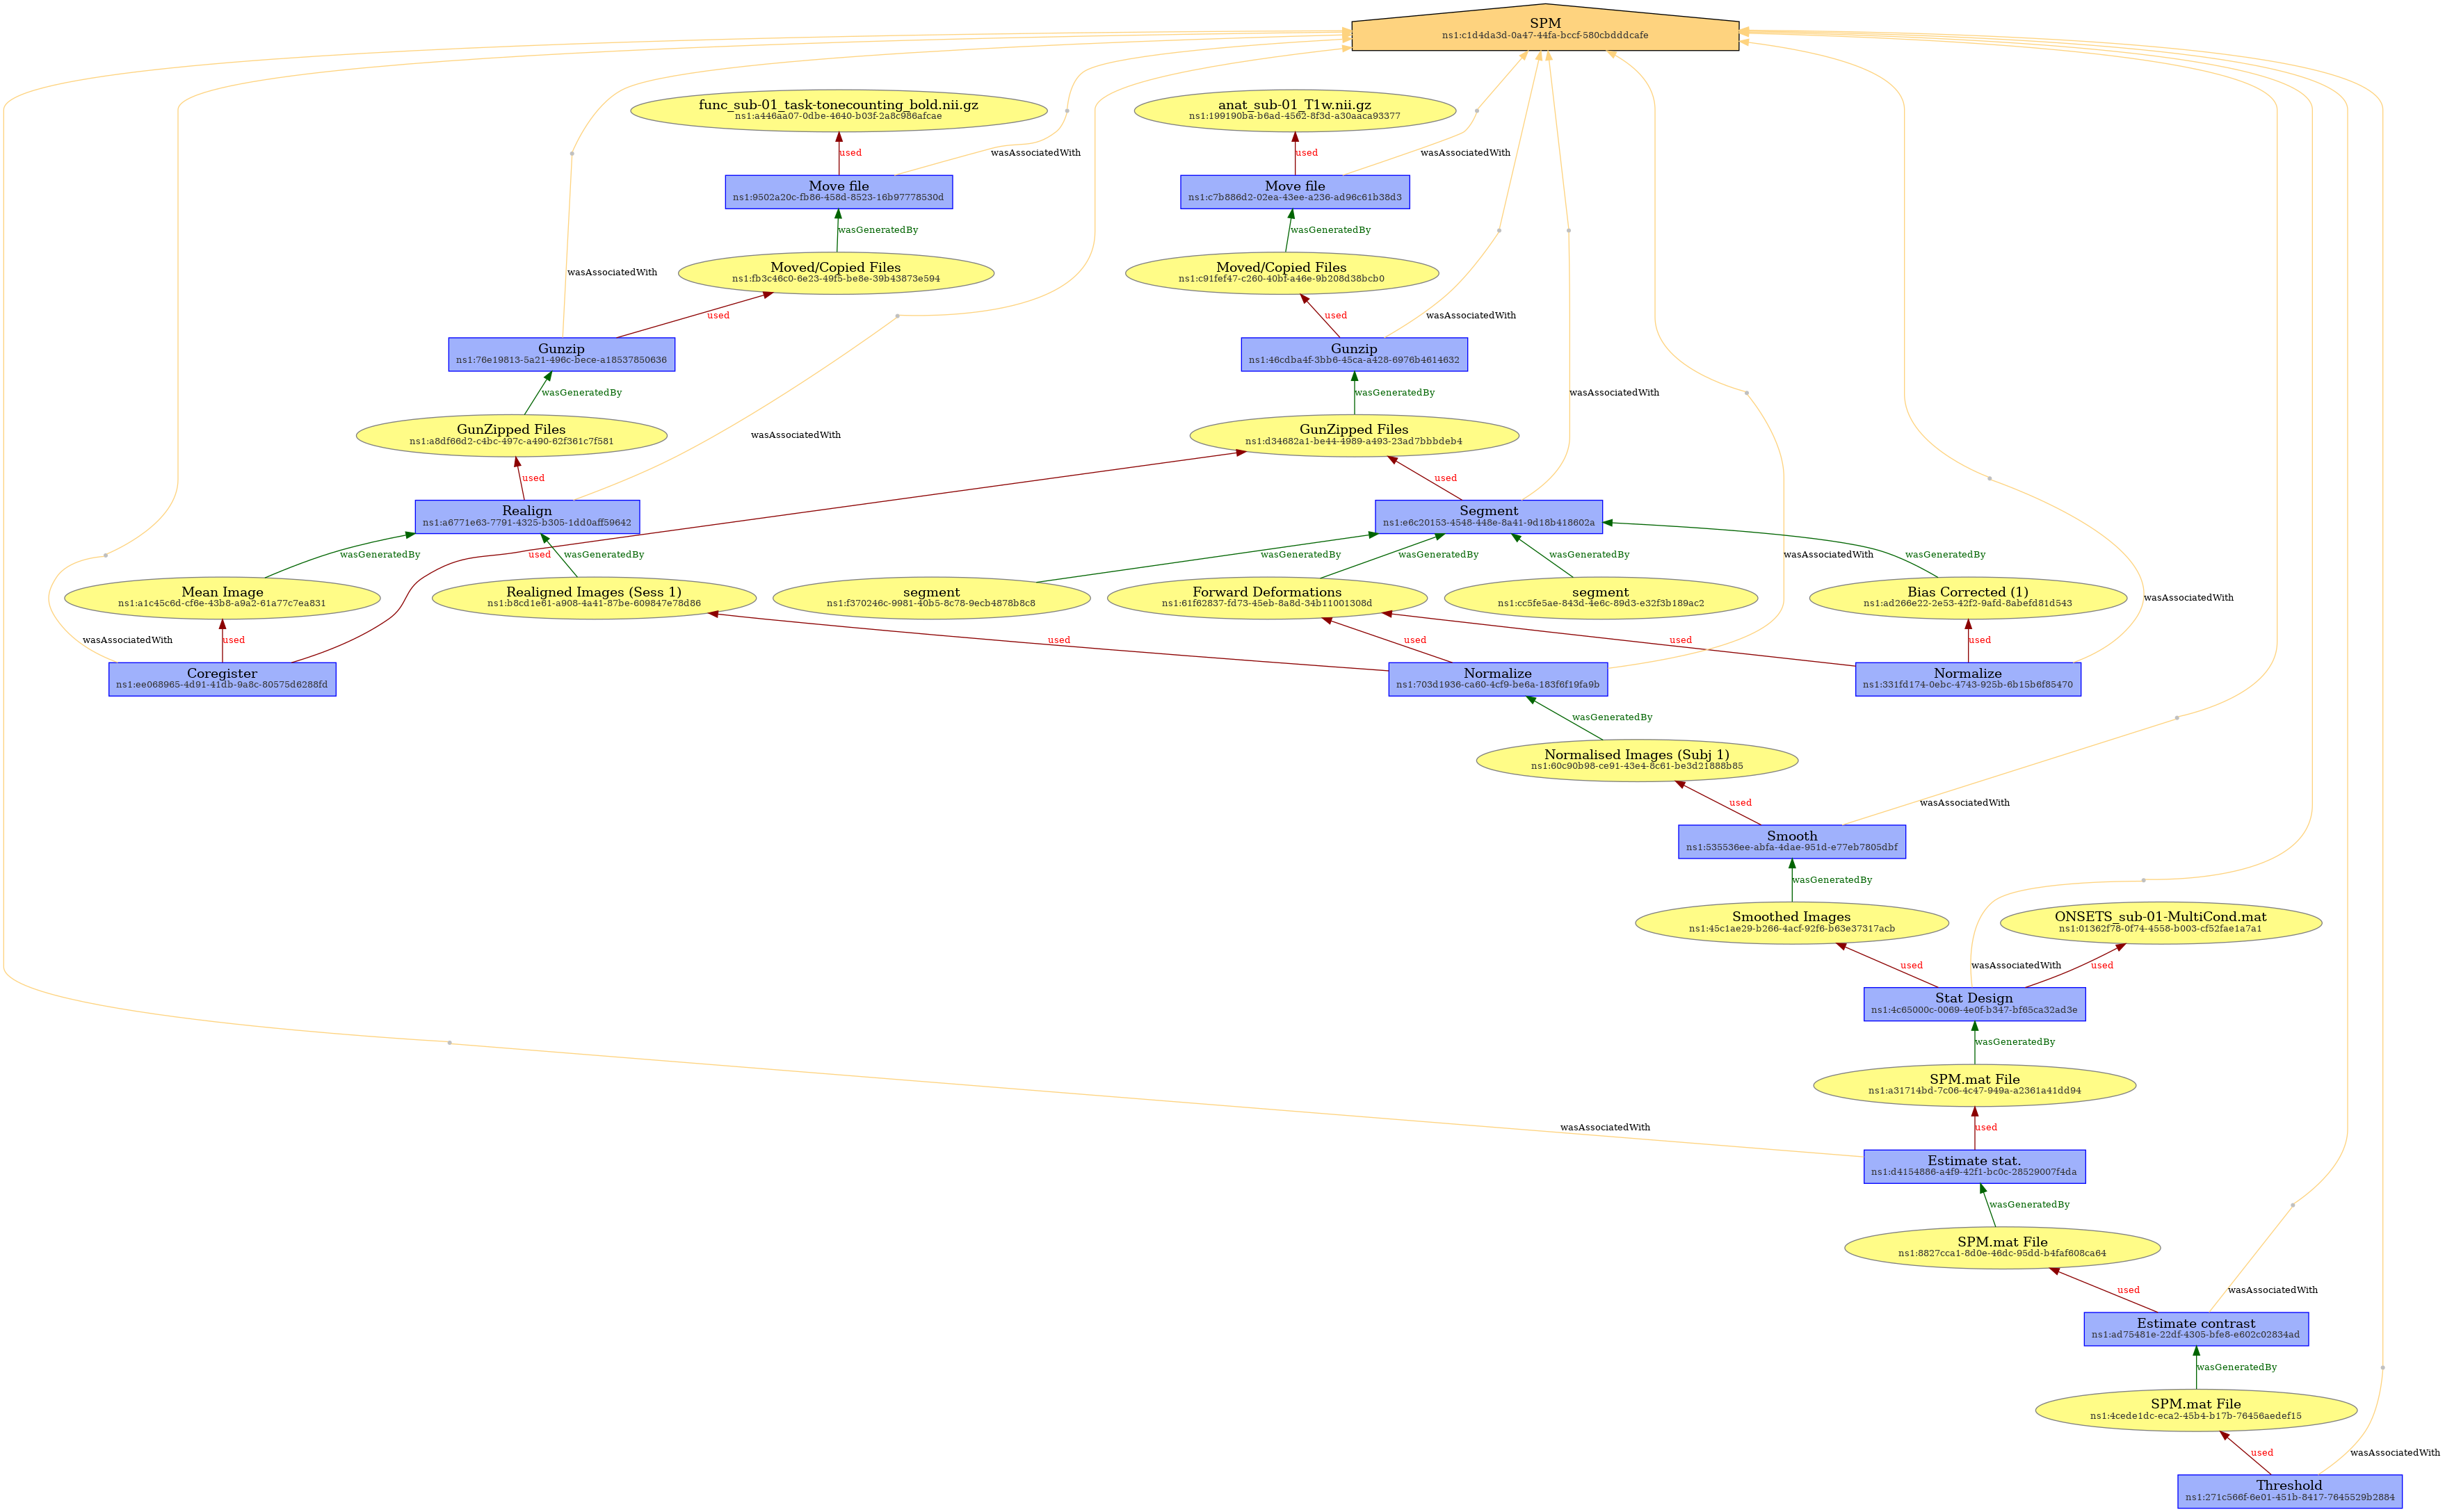 SPM
ns1:c1d4da3d-0a47-44fa-bccf-580cbdddcafe
func_sub-01_task-tonecounting_bold.nii.gz
ns1:a446aa07-0dbe-4640-b03f-2a8c986afcae
anat_sub-01_T1w.nii.gz
ns1:199190ba-b6ad-4562-8f3d-a30aaca93377
used
wasAssociatedWith
used
wasAssociatedWith
Move file
ns1:9502a20c-fb86-458d-8523-16b97778530d
Move file
ns1:c7b886d2-02ea-43ee-a236-ad96c61b38d3
wasGeneratedBy
wasGeneratedBy
Moved/Copied Files
ns1:fb3c46c0-6e23-49f5-be8e-39b43873e594
Moved/Copied Files
ns1:c91fef47-c260-40bf-a46e-9b208d38bcb0
wasAssociatedWith
used
used
wasAssociatedWith
Gunzip
ns1:76e19813-5a21-496c-bece-a18537850636
Gunzip
ns1:46cdba4f-3bb6-45ca-a428-6976b4614632
wasGeneratedBy
wasGeneratedBy
wasAssociatedWith
GunZipped Files
ns1:a8df66d2-c4bc-497c-a490-62f361c7f581
wasAssociatedWith
GunZipped Files
ns1:d34682a1-be44-4989-a493-23ad7bbbdeb4
used
used
Realign
ns1:a6771e63-7791-4325-b305-1dd0aff59642
Segment
ns1:e6c20153-4548-448e-8a41-9d18b418602a
wasGeneratedBy
used
wasGeneratedBy
wasGeneratedBy
wasGeneratedBy
wasGeneratedBy
wasAssociatedWith
wasGeneratedBy
Mean Image
ns1:a1c45c6d-cf6e-43b8-a9a2-61a77c7ea831
Realigned Images (Sess 1)
ns1:b8cd1e61-a908-4a41-87be-609847e78d86
segment
ns1:f370246c-9981-40b5-8c78-9ecb4878b8c8
Forward Deformations
ns1:61f62837-fd73-45eb-8a8d-34b11001308d
segment
ns1:cc5fe5ae-843d-4e6c-89d3-e32f3b189ac2
Bias Corrected (1)
ns1:ad266e22-2e53-42f2-9afd-8abefd81d543
wasAssociatedWith
wasAssociatedWith
used
used
used
used
used
Coregister
ns1:ee068965-4d91-41db-9a8c-80575d6288fd
Normalize
ns1:703d1936-ca60-4cf9-be6a-183f6f19fa9b
Normalize
ns1:331fd174-0ebc-4743-925b-6b15b6f85470
wasGeneratedBy
Normalised Images (Subj 1)
ns1:60c90b98-ce91-43e4-8c61-be3d21888b85
used
wasAssociatedWith
Smooth
ns1:535536ee-abfa-4dae-951d-e77eb7805dbf
wasGeneratedBy
Smoothed Images
ns1:45c1ae29-b266-4acf-92f6-b63e37317acb
ONSETS_sub-01-MultiCond.mat
ns1:01362f78-0f74-4558-b003-cf52fae1a7a1
used
wasAssociatedWith
used
Stat Design
ns1:4c65000c-0069-4e0f-b347-bf65ca32ad3e
wasGeneratedBy
SPM.mat File
ns1:a31714bd-7c06-4c47-949a-a2361a41dd94
wasAssociatedWith
used
Estimate stat.
ns1:d4154886-a4f9-42f1-bc0c-28529007f4da
wasGeneratedBy
SPM.mat File
ns1:8827cca1-8d0e-46dc-95dd-b4faf608ca64
used
wasAssociatedWith
Estimate contrast
ns1:ad75481e-22df-4305-bfe8-e602c02834ad
wasGeneratedBy
SPM.mat File
ns1:4cede1dc-eca2-45b4-b17b-76456aedef15
used
wasAssociatedWith
Threshold
ns1:271c566f-6e01-451b-8417-7645529b2884